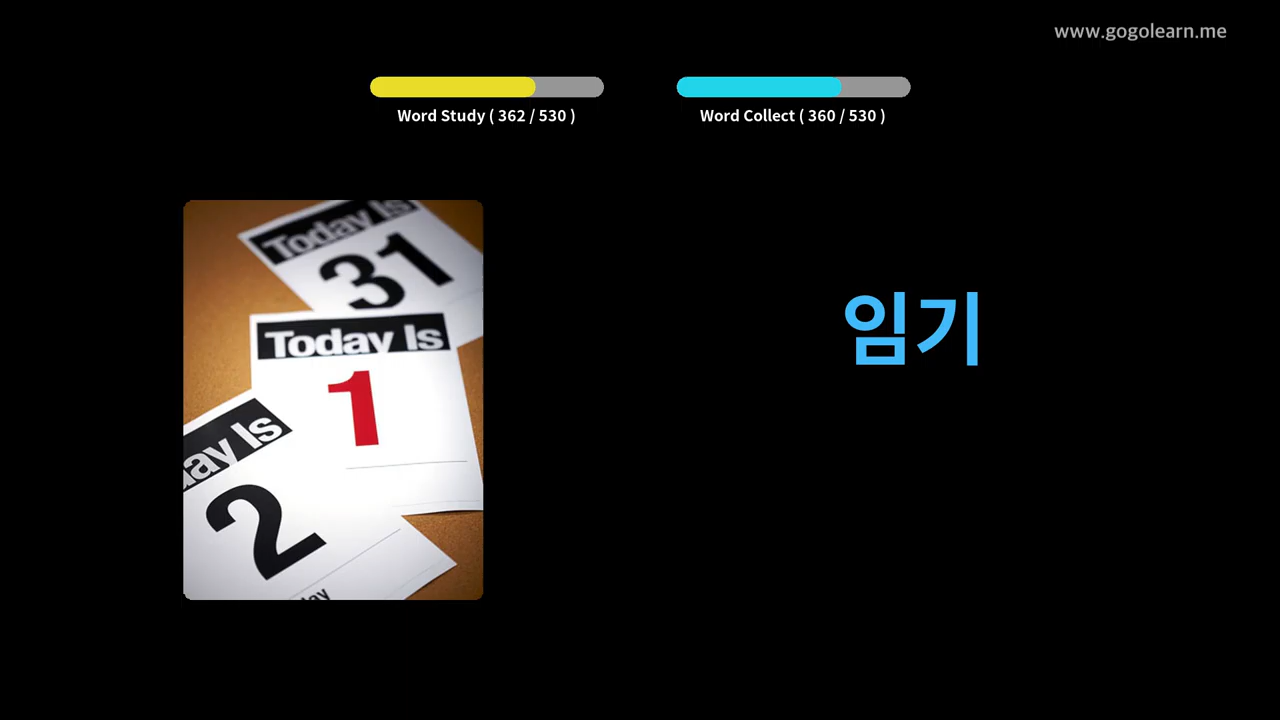 www.gogolearn.me
Word Study ( 362 / 530 )
Word Collect ( 360 / 530 )
Today Is
31
Today Is
1
day Is
2
임기